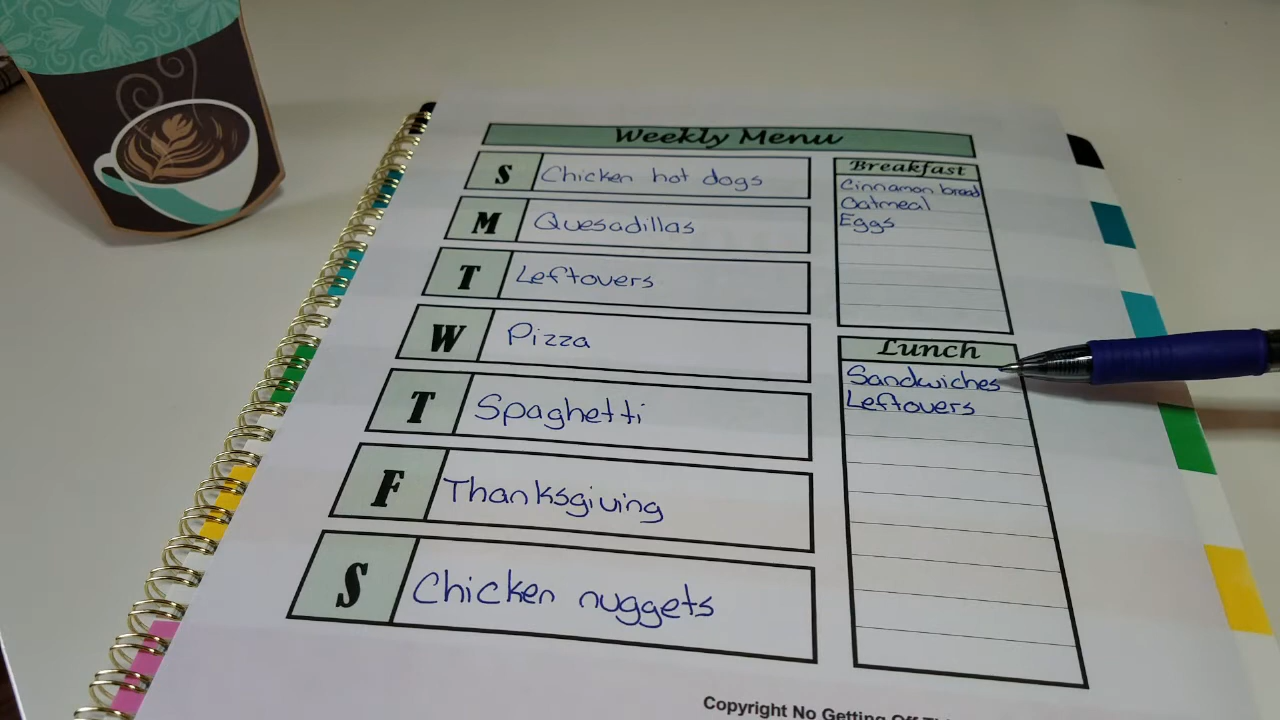 Weekly Menu
S Chicken hot dogs
M Quesadillas
T Leftovers
W Pizza
T Spaghetti
F Thanksgiving
S Chicken nuggets
Breakfast
Cinnamon bread
Oatmeal
Eggs
Lunch
Sandwiches
Leftovers
Copyright No Getting Off